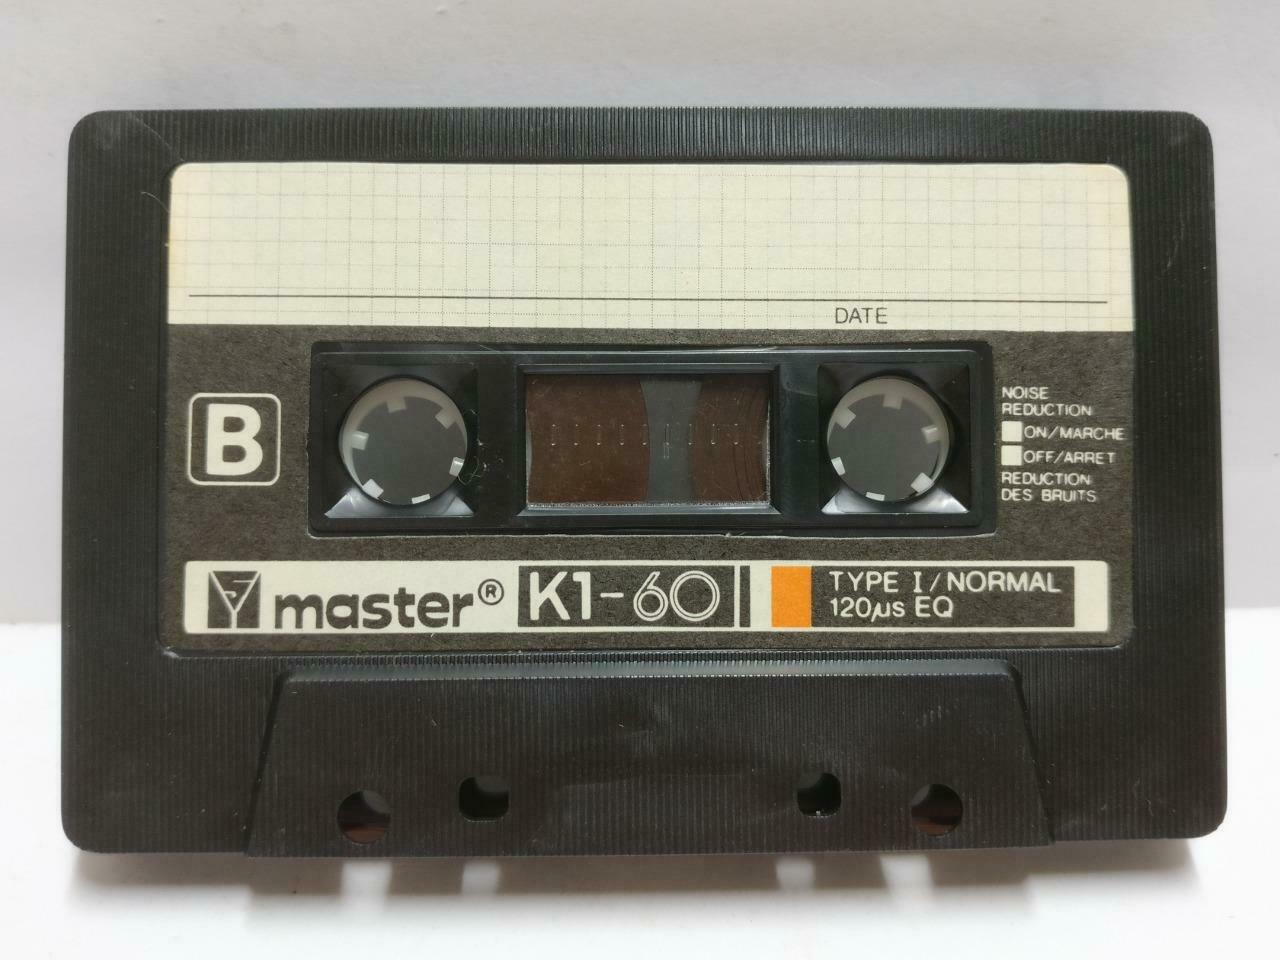 DATE
B
NOISE
REDUCTION
ON/MARCHE
OFF/ARRET
REDUCTION
DES BRUITS
master® K1-60
TYPE I/NORMAL
120µs EQ